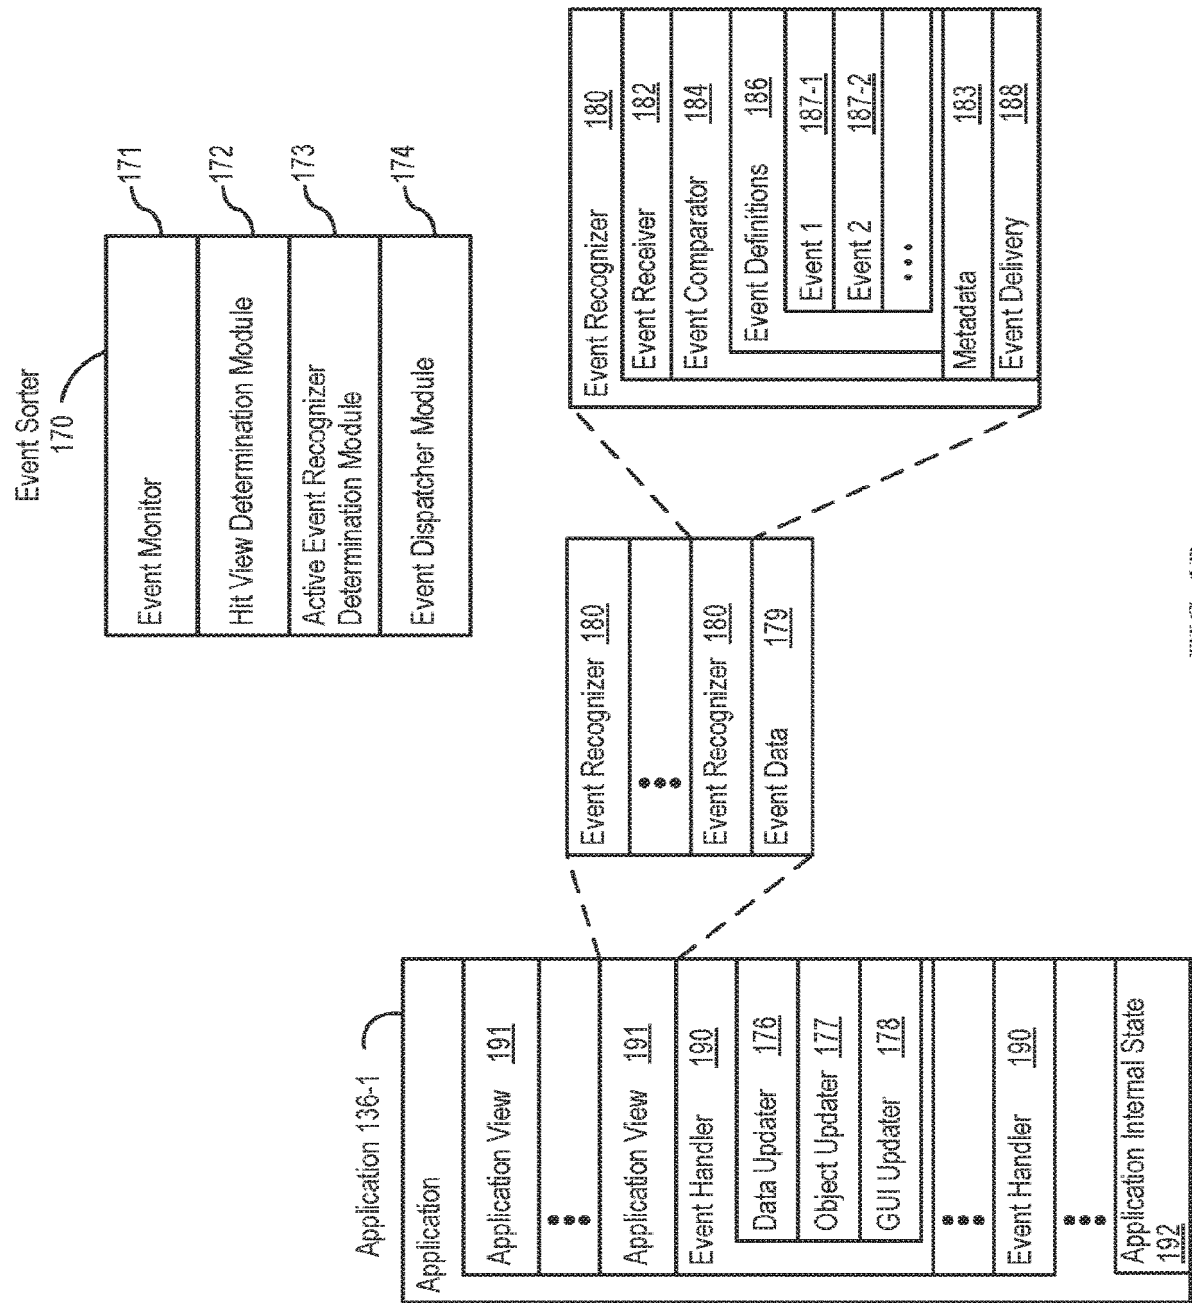 Event Sorter
170
Event Monitor
171
Hit View Determination Module
172
Active Event Recognizer
Determination Module
173
Event Dispatcher Module
174
Application 136-1
Application
Application View 191
Application View 191
Event Handler 190
Data Updater 176
Object Updater 177
GUI Updater 178
Event Handler 190
Application Internal State
192
Event Recognizer 180
Event Recognizer 180
Event Data 179
Event Recognizer 180
Event Receiver 182
Event Comparator 184
Event Definitions 186
Event 1 187-1
Event 2 187-2
Metadata 183
Event Delivery 188